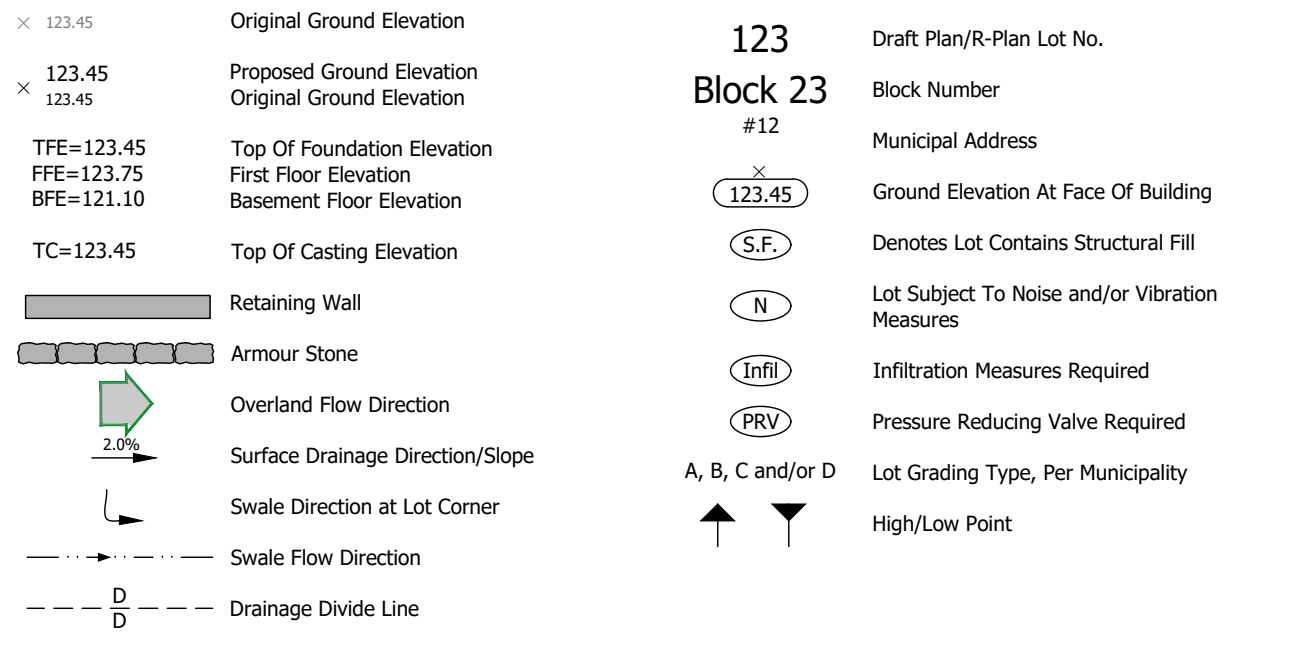 123.45 Original Ground Elevation
123.45 Proposed Ground Elevation
123.45 Original Ground Elevation
TFE=123.45 Top Of Foundation Elevation
FFE=123.75 First Floor Elevation
BFE=121.10 Basement Floor Elevation
TC=123.45 Top Of Casting Elevation
Retaining Wall
Armour Stone
Overland Flow Direction
2.0%
Surface Drainage Direction/Slope
Swale Direction at Lot Corner
Swale Flow Direction
D
Drainage Divide Line
D
123 Draft Plan/R-Plan Lot No.
Block 23 Block Number
#12
Municipal Address
123.45 Ground Elevation At Face Of Building
S.F. Denotes Lot Contains Structural Fill
N Lot Subject To Noise and/or Vibration
Measures
Infil Infiltration Measures Required
PRV Pressure Reducing Valve Required
A, B, C and/or D Lot Grading Type, Per Municipality
High/Low Point